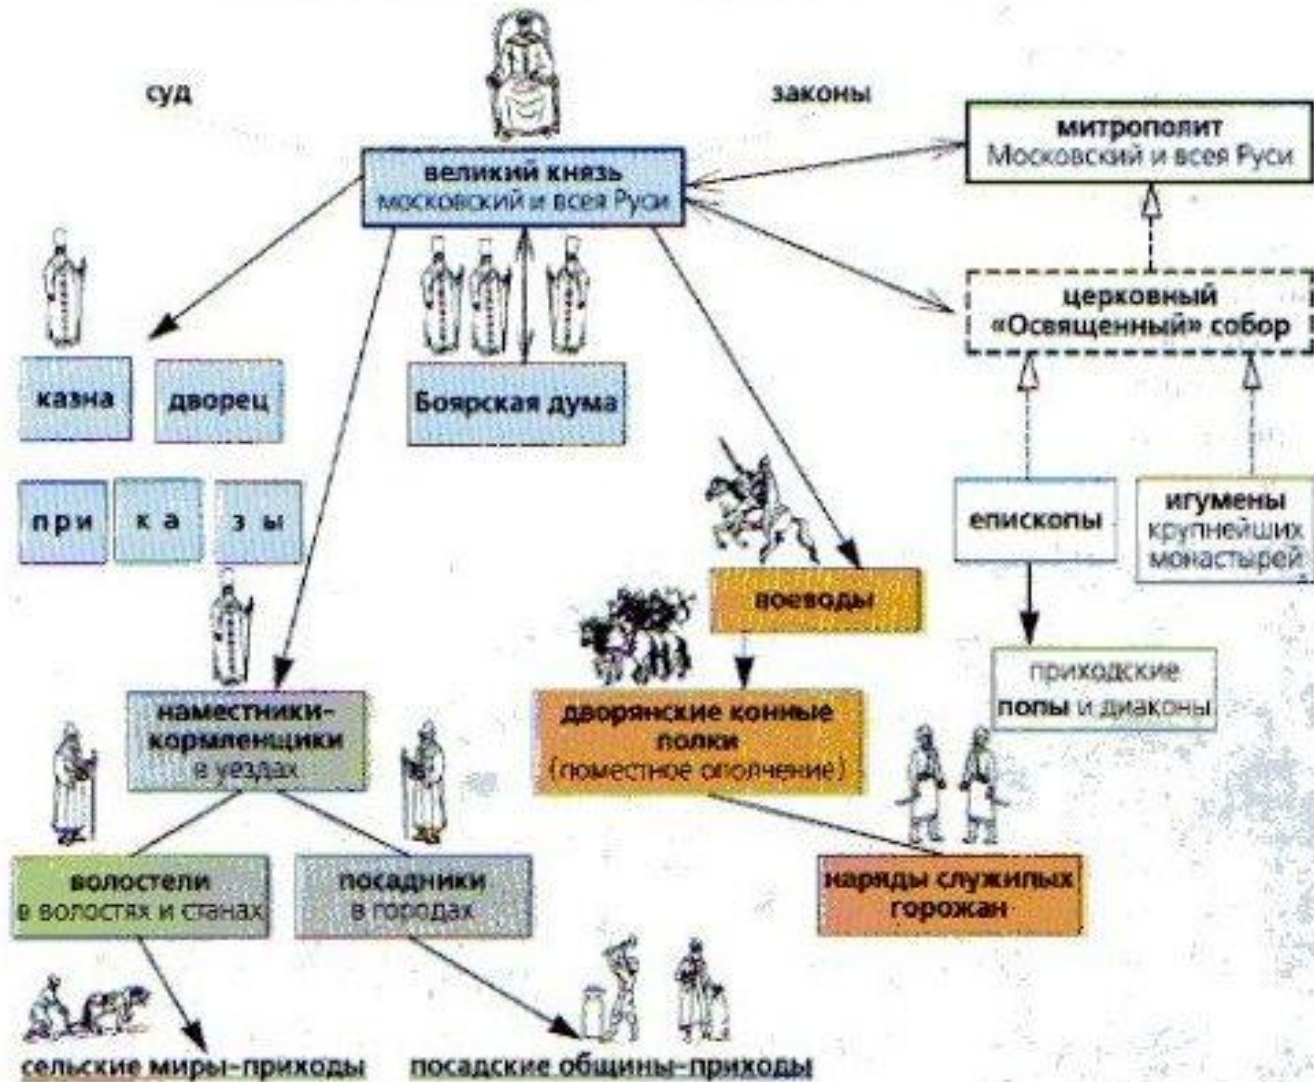 суд
законы
митрополит
Московский и всея Руси
великий князь
московский и всея Руси
церковный
«Освященный» собор
казна
дворец
Боярская дума
при ка зы
епископы
игумены
крупнейших
монастырей
воеводы
приходские
попы и диаконы
наместники-
кормленщики
в уездах
дворянские конные
полки
(поместное ополчение)
волостели
в волостях и станах
посадники
в городах
наряды служилых
горожан
сельские миры-приходы
посадские общины-приходы